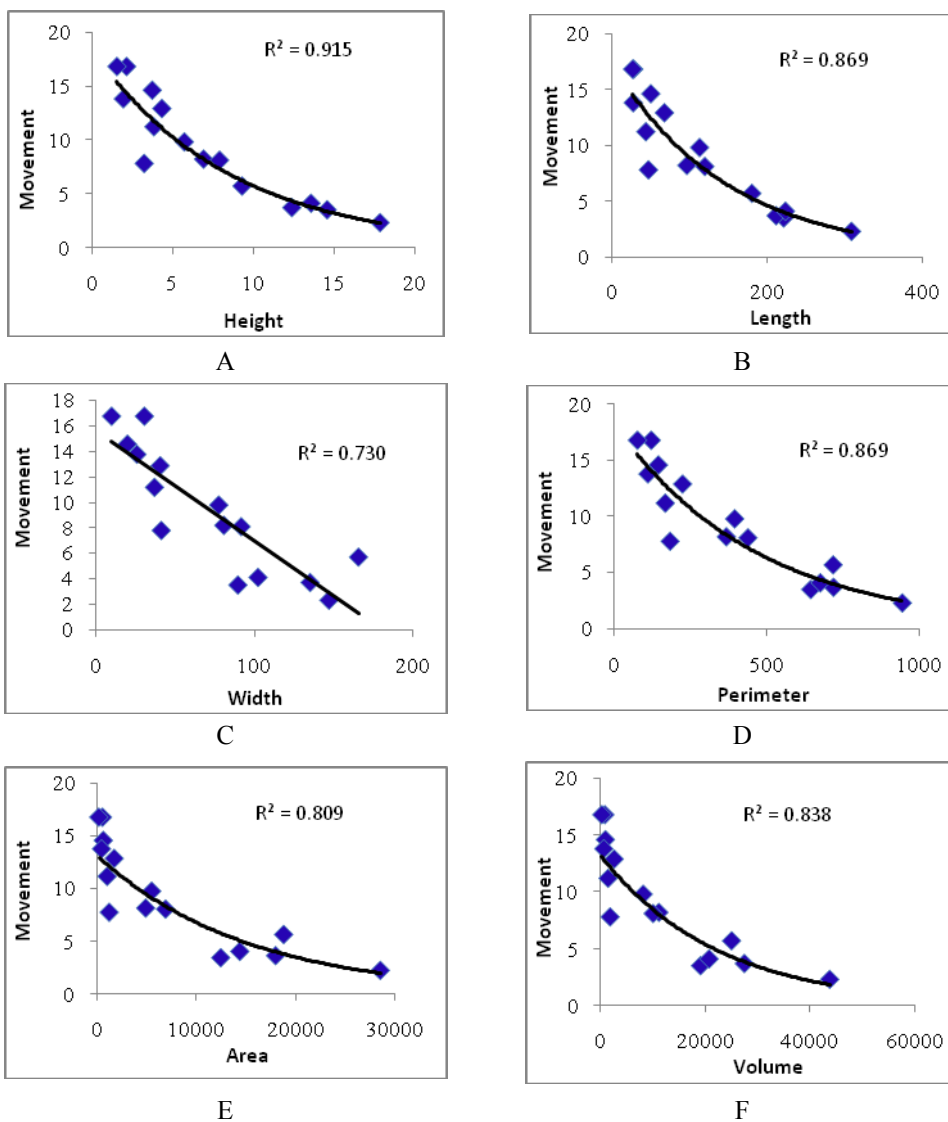 R² = 0.915
Movement
20
15
10
5
0
0 5 10 15 20
Height
A
R² = 0.869
Movement
20
15
10
5
0
0 200 400
Length
B
R² = 0.730
Movement
18
16
14
12
10
8
6
4
2
0
0 100 200
Width
C
R² = 0.869
Movement
20
15
10
5
0
0 500 1000
Perimeter
D
R² = 0.809
Movement
20
15
10
5
0
0 10000 20000 30000
Area
E
R² = 0.838
Movement
20
15
10
5
0
0 20000 40000 60000
Volume
F